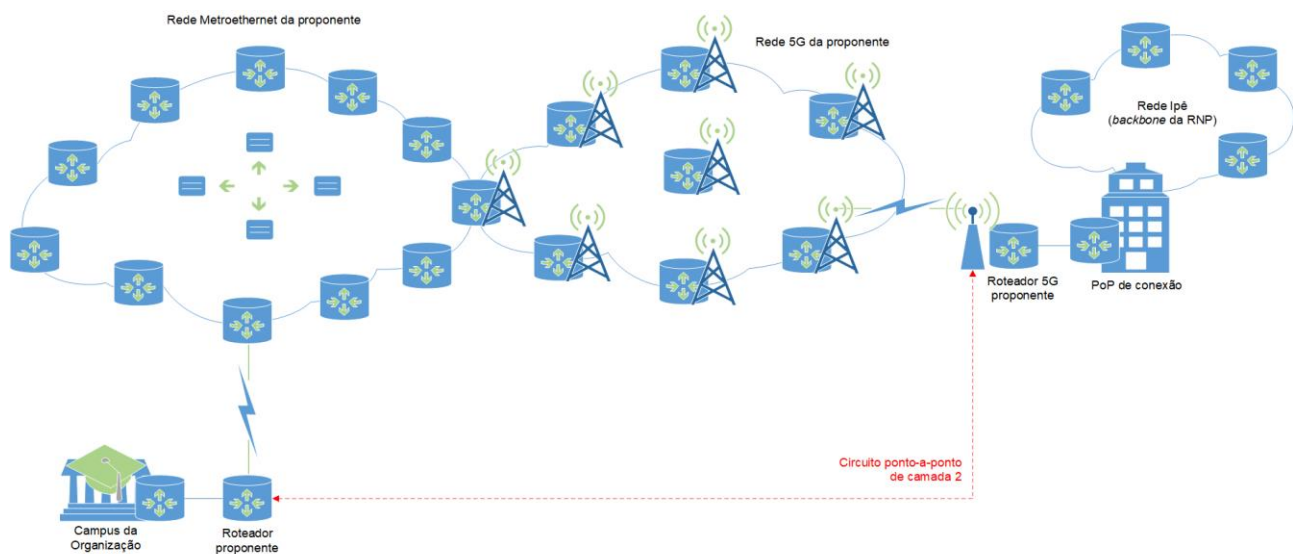 Rede Metroethernet da proponente
Rede 5G da proponente
Rede Ipê
(backbone da RNP)
Roteador 5G
proponente
PoP de conexão
Circuito ponto-a-ponto
de camada 2
Campus da
Organização
Roteador
proponente